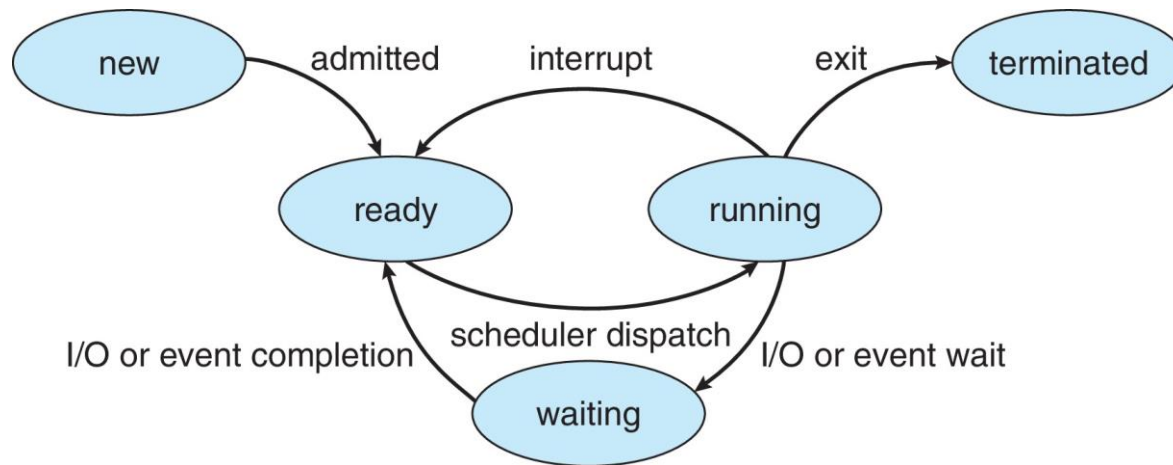 new
admitted
interrupt
exit
terminated
ready
running
I/O or event completion
scheduler dispatch
I/O or event wait
waiting